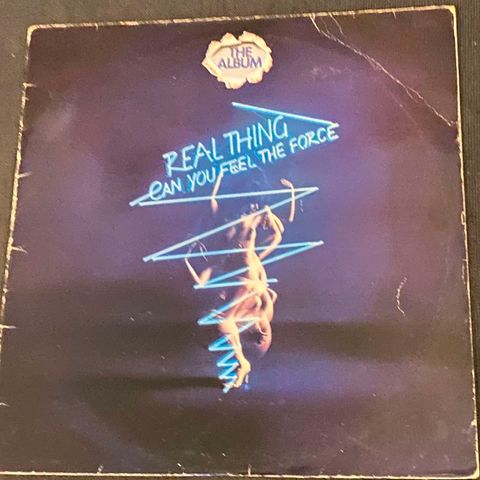 THE
ALBUM
REAL THING
CAN YOU FEEL THE FORCE